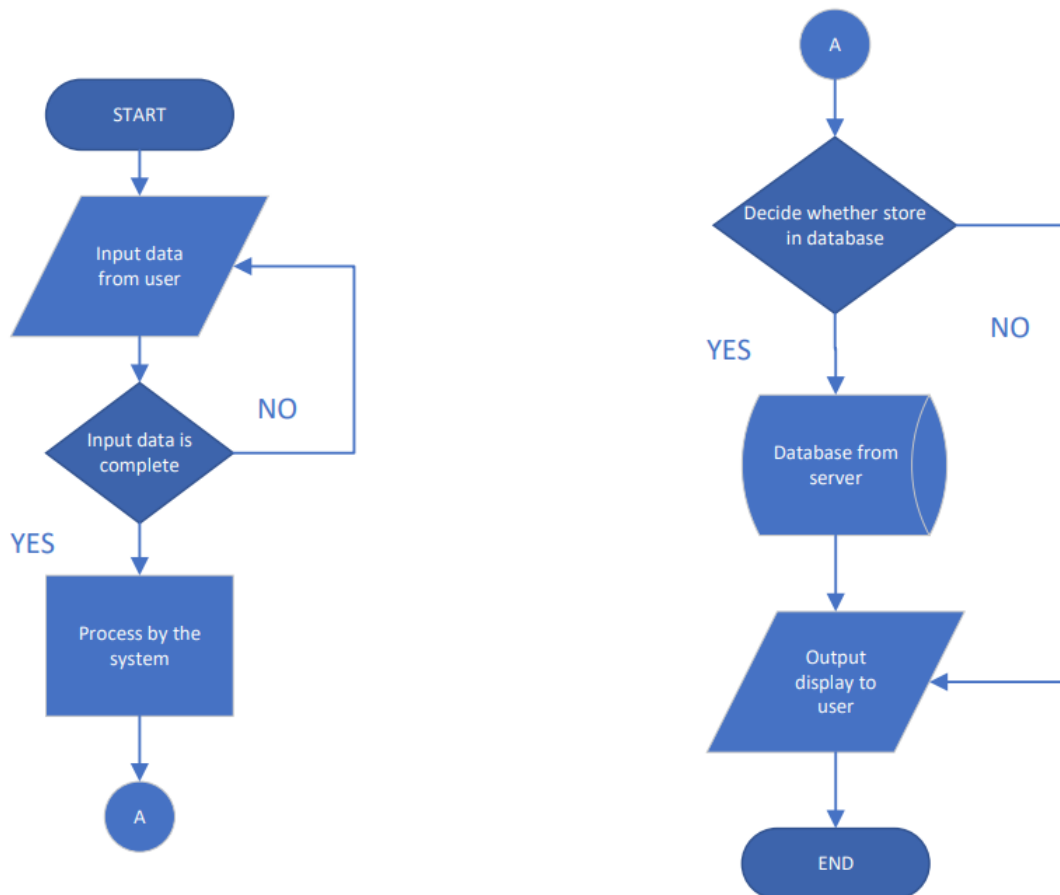 START
Input data
from user
NO
Input data is
complete
YES
Process by the
system
A
A
Decide whether store
in database
NO
YES
Database from
server
Output
display to
user
END